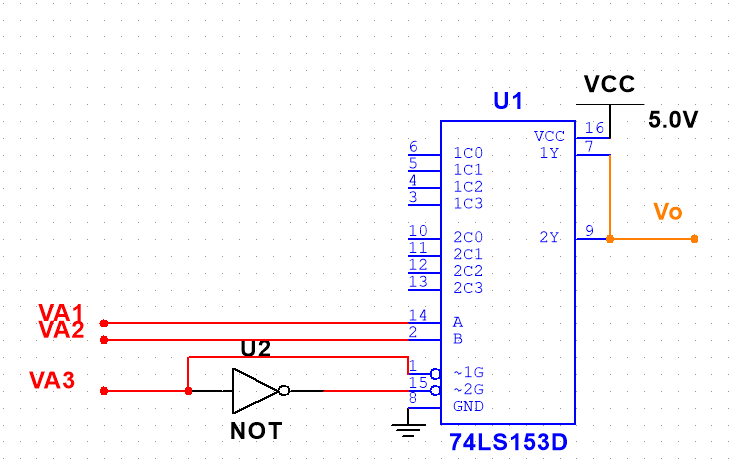 VCC
U1
5.0V
VCC 16
6 1C0 1Y 7
5 1C1
4 1C2
3 1C3
Vo
10 2C0 2Y 9
11 2C1
12 2C2
13 2C3
VA1 14 A
VA2 2 B
U2
1 ~1G
VA3 15 ~2G
8 GND
NOT
74LS153D